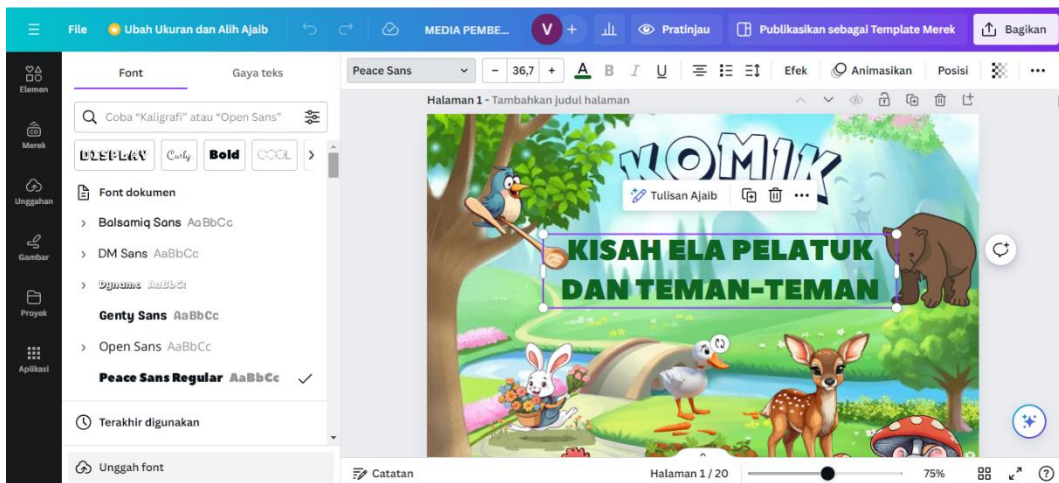 File Ubah Ukuran dan Alih Ajaib MEDIA PEMBE... V + Pratinjau Publikasikan sebagai Template Merek Bagikan
Elemen
Merek
Unggahan
Gambar
Proyek
Aplikasi
Font Gaya teks
Coba "Kaligrafi" atau "Open Sans"
DISPLAY Curly Bold COOL
Font dokumen
Balsamiq Sans AaBbCc
DM Sans AaBbCc
Dynamo AaBbCc
Genty Sans AaBbCc
Open Sans AaBbCc
Peace Sans Regular AaBbCc
Terakhir digunakan
Unggah font
Peace Sans - 36,7 + A B I U Efek Animasikan Posisi
Halaman 1 - Tambahkan judul halaman
KOMIK
Tulisan Ajaib
KISAH ELA PELATUK
DAN TEMAN-TEMAN
Catatan Halaman 1 / 20 75%